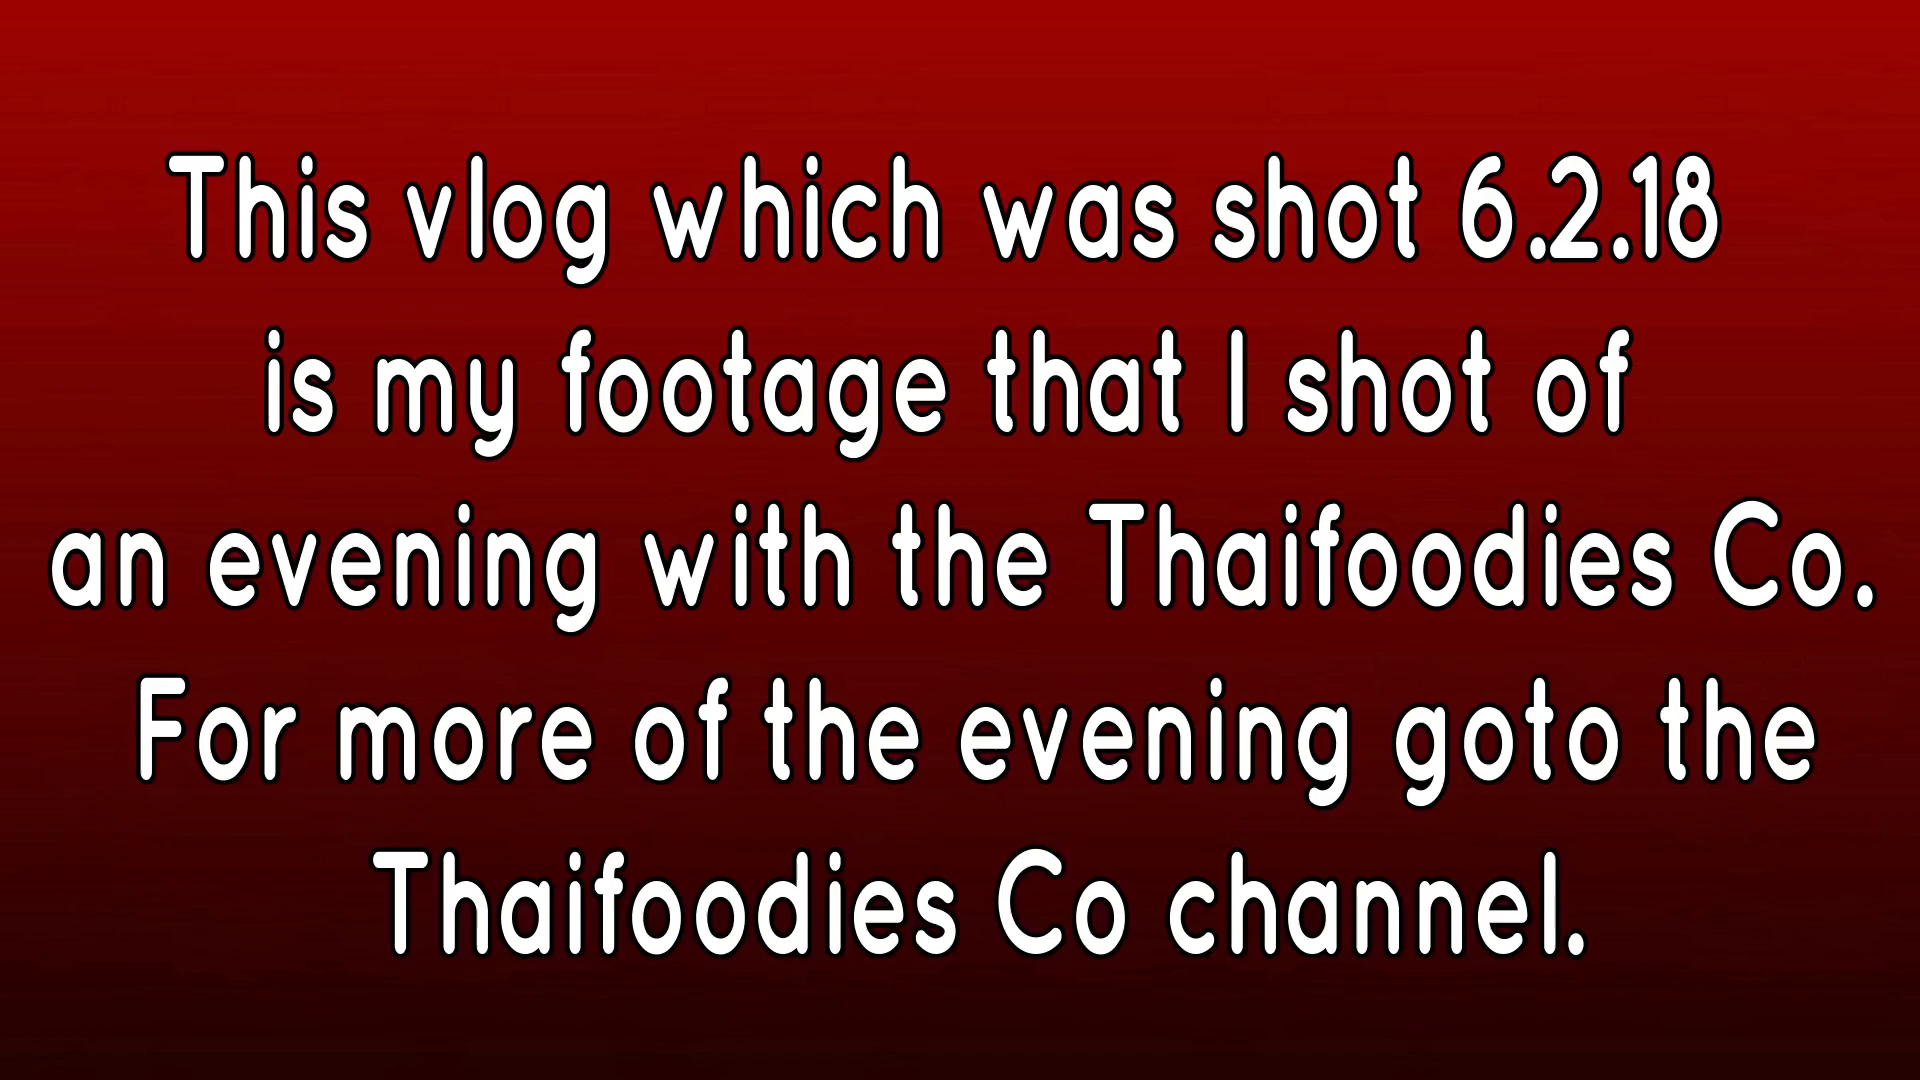 This vlog which was shot 6.2.18
is my footage that I shot of
an evening with the Thaifoodies Co.
For more of the evening goto the
Thaifoodies Co channel.